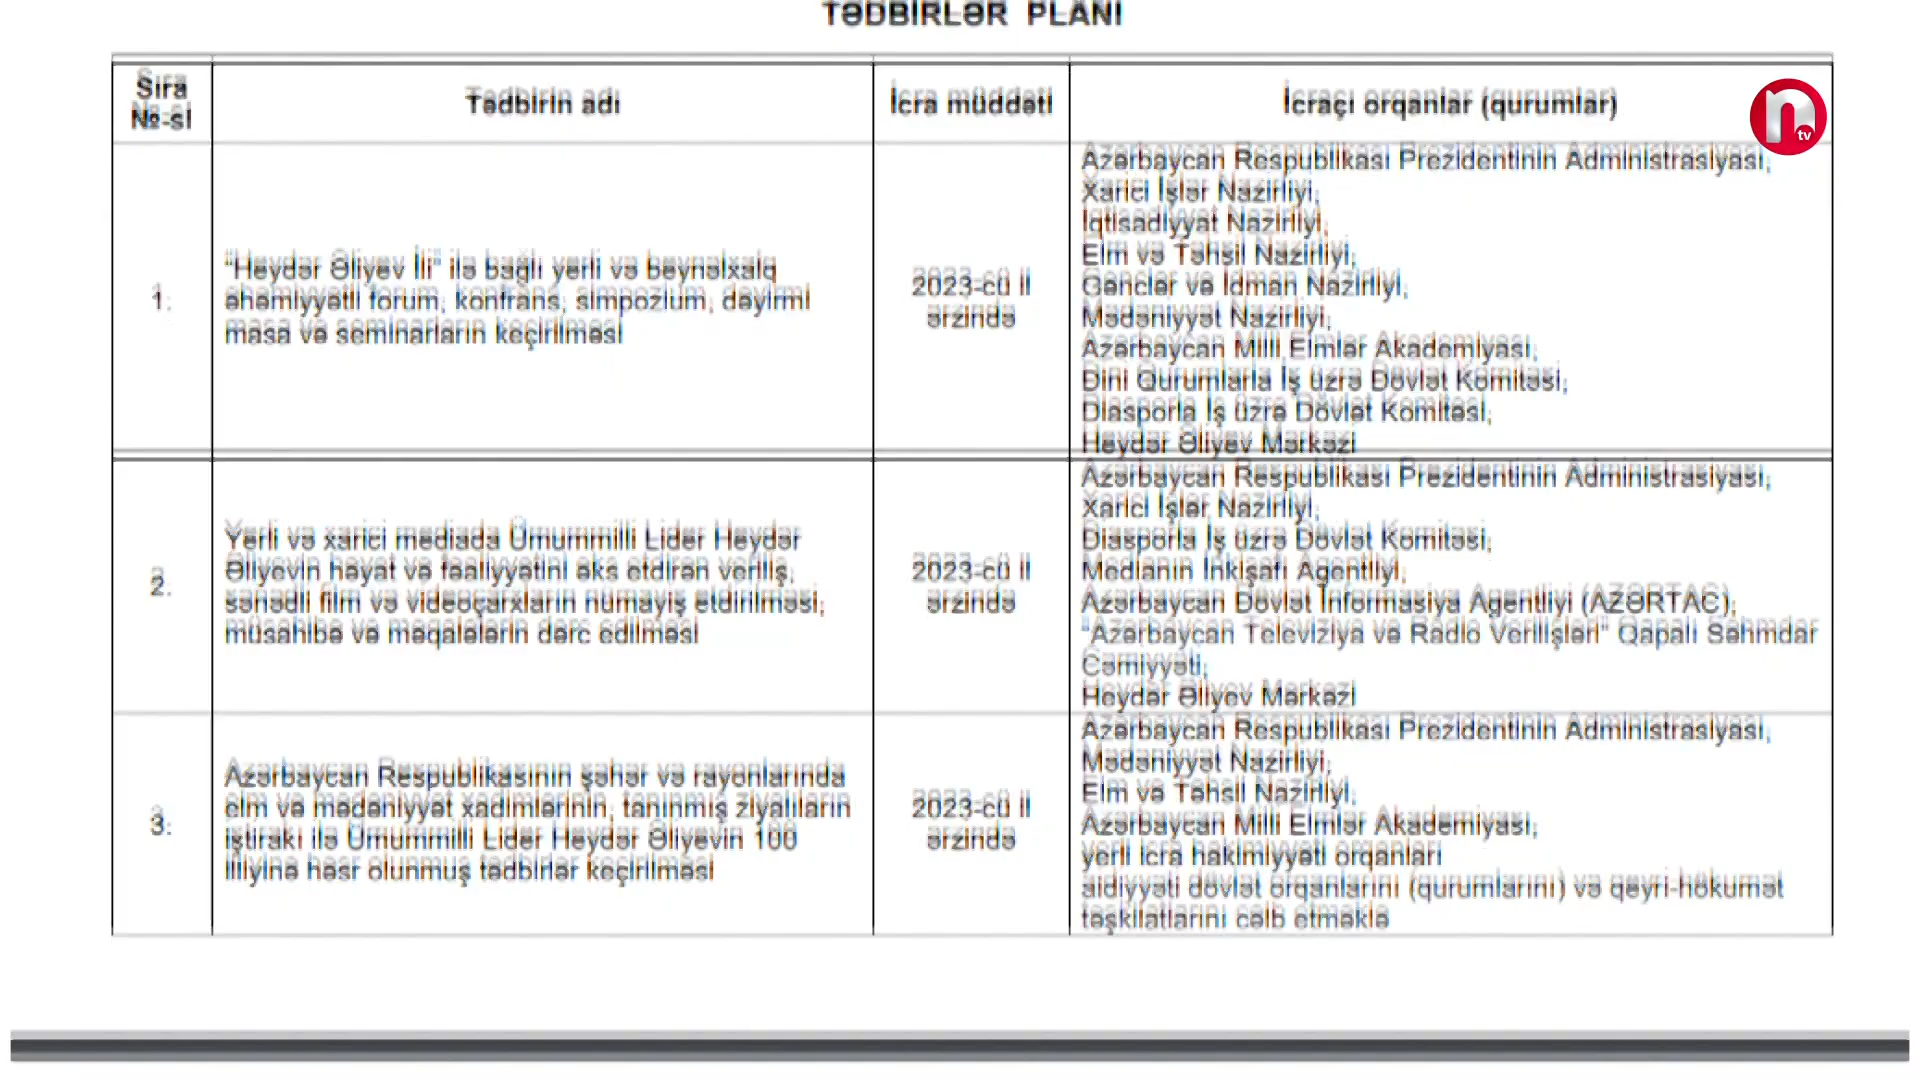 TƏDBİRLƏR PLANI
Sıra
№-si
Tədbirin adı
İcra müddəti
İcraçı orqanlar (qurumlar)
1.
"Heydər Əliyev İli" ilə bağlı yerli və beynəlxalq
əhəmiyyətli forum, konfrans, simpozium, dəyirmi
masa və seminarların keçirilməsi
2023-cü il
ərzində
Azərbaycan Respublikası Prezidentinin Administrasiyası,
Xarici İşlər Nazirliyi,
İqtisadiyyat Nazirliyi,
Elm və Təhsil Nazirliyi,
Gənclər və İdman Nazirliyi,
Mədəniyyət Nazirliyi,
Azərbaycan Milli Elmlər Akademiyası,
Dini Qurumlarla İş üzrə Dövlət Komitəsi,
Diasporla İş üzrə Dövlət Komitəsi,
Heydər Əliyev Mərkəzi
2.
Yerli və xarici mediada Ümummilli Lider Heydər
Əliyevin həyat və fəaliyyətini əks etdirən veriliş,
sənədli film və videoçarxların nümayiş etdirilməsi,
müsahibə və məqalələrin dərc edilməsi
2023-cü il
ərzində
Azərbaycan Respublikası Prezidentinin Administrasiyası,
Xarici İşlər Nazirliyi,
Diasporla İş üzrə Dövlət Komitəsi,
Medianın İnkişafı Agentliyi,
Azərbaycan Dövlət İnformasiya Agentliyi (AZƏRTAC),
"Azərbaycan Televiziya və Radio Verilişləri" Qapalı Səhmdar
Cəmiyyəti,
Heydər Əliyev Mərkəzi
3.
Azərbaycan Respublikasının şəhər və rayonlarında
elm və mədəniyyət xadimlərinin, tanınmış ziyalıların
iştirakı ilə Ümummilli Lider Heydər Əliyevin 100
illiyinə həsr olunmuş tədbirlər keçirilməsi
2023-cü il
ərzində
Azərbaycan Respublikası Prezidentinin Administrasiyası,
Mədəniyyət Nazirliyi,
Elm və Təhsil Nazirliyi,
Azərbaycan Milli Elmlər Akademiyası,
yerli icra hakimiyyəti orqanları
aidiyyəti dövlət orqanlarını (qurumlarını) və qeyri-hökumət
təşkilatlarını cəlb etməklə
n tv